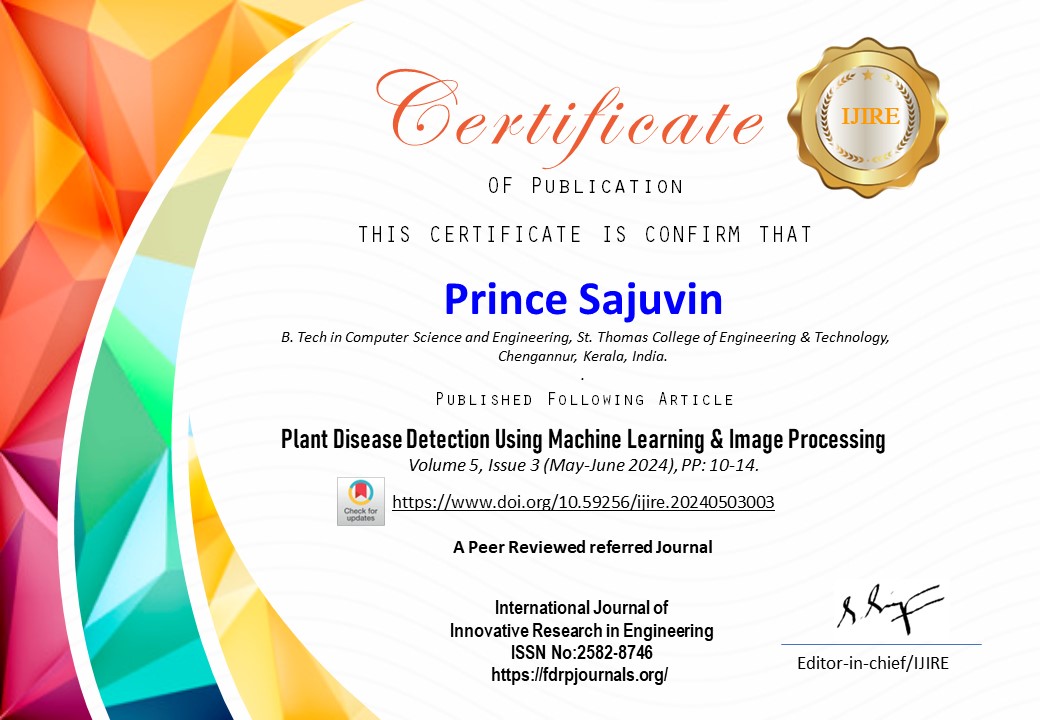 Certificate
IJIRE
OF PUBLICATION
THIS CERTIFICATE IS CONFIRM THAT
Prince Sajuvin
B. Tech in Computer Science and Engineering, St. Thomas College of Engineering & Technology,
Chengannur, Kerala, India.
.
PUBLISHED FOLLOWING ARTICLE
Plant Disease Detection Using Machine Learning & Image Processing
Volume 5, Issue 3 (May-June 2024), PP: 10-14.
Check for
updates
https://www.doi.org/10.59256/ijire.20240503003
A Peer Reviewed referred Journal
International Journal of
Innovative Research in Engineering
ISSN No:2582-8746
https://fdrpjournals.org/
Editor-in-chief/IJIRE